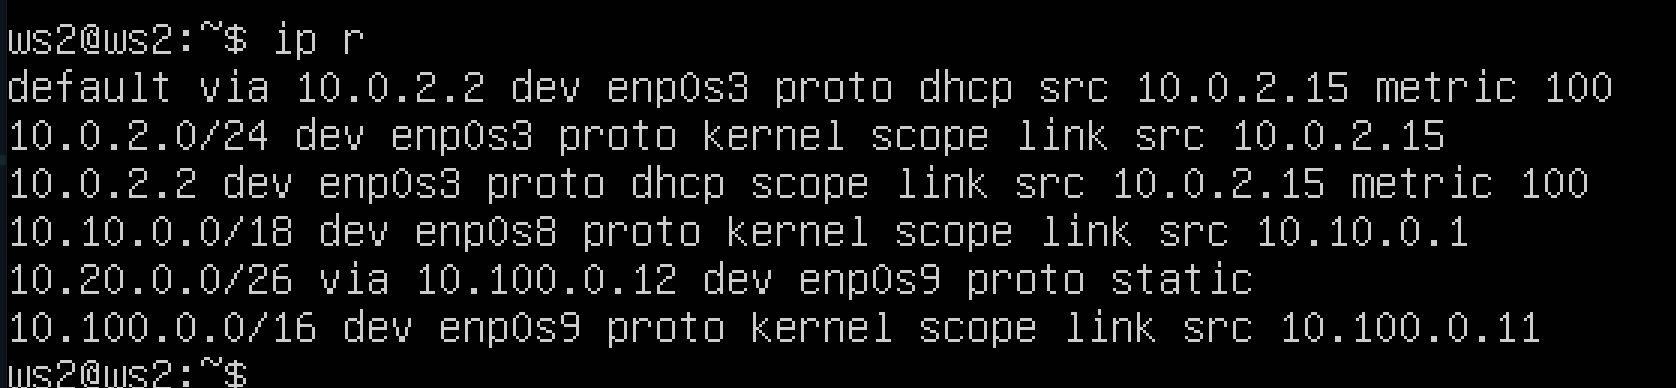 ws2@ws2:~$ ip r
default via 10.0.2.2 dev enp0s3 proto dhcp src 10.0.2.15 metric 100
10.0.2.0/24 dev enp0s3 proto kernel scope link src 10.0.2.15
10.0.2.2 dev enp0s3 proto dhcp scope link src 10.0.2.15 metric 100
10.10.0.0/18 dev enp0s8 proto kernel scope link src 10.10.0.1
10.20.0.0/26 via 10.100.0.12 dev enp0s9 proto static
10.100.0.0/16 dev enp0s9 proto kernel scope link src 10.100.0.11
ws2@ws2:~$